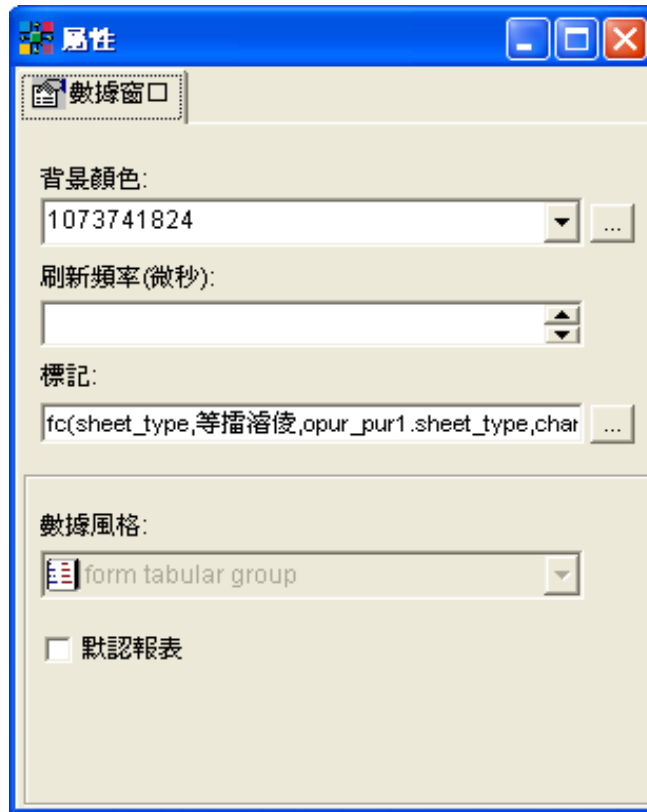 屬性
數據窗口
背景顏色:
1073741824
...
刷新頻率(微秒):
標記:
fc(sheet_type,等擂濬倰,opur_pur1.sheet_type,char
...
數據風格:
form tabular group
默認報表